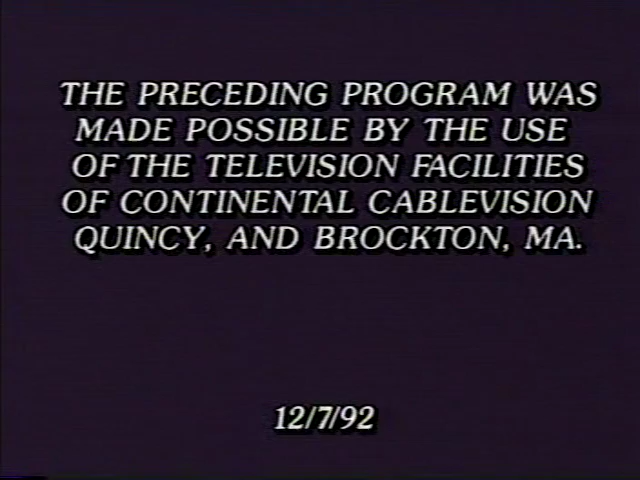 THE PRECEDING PROGRAM WAS
MADE POSSIBLE BY THE USE
OF THE TELEVISION FACILITIES
OF CONTINENTAL CABLEVISION
QUINCY, AND BROCKTON, MA.
12/7/92